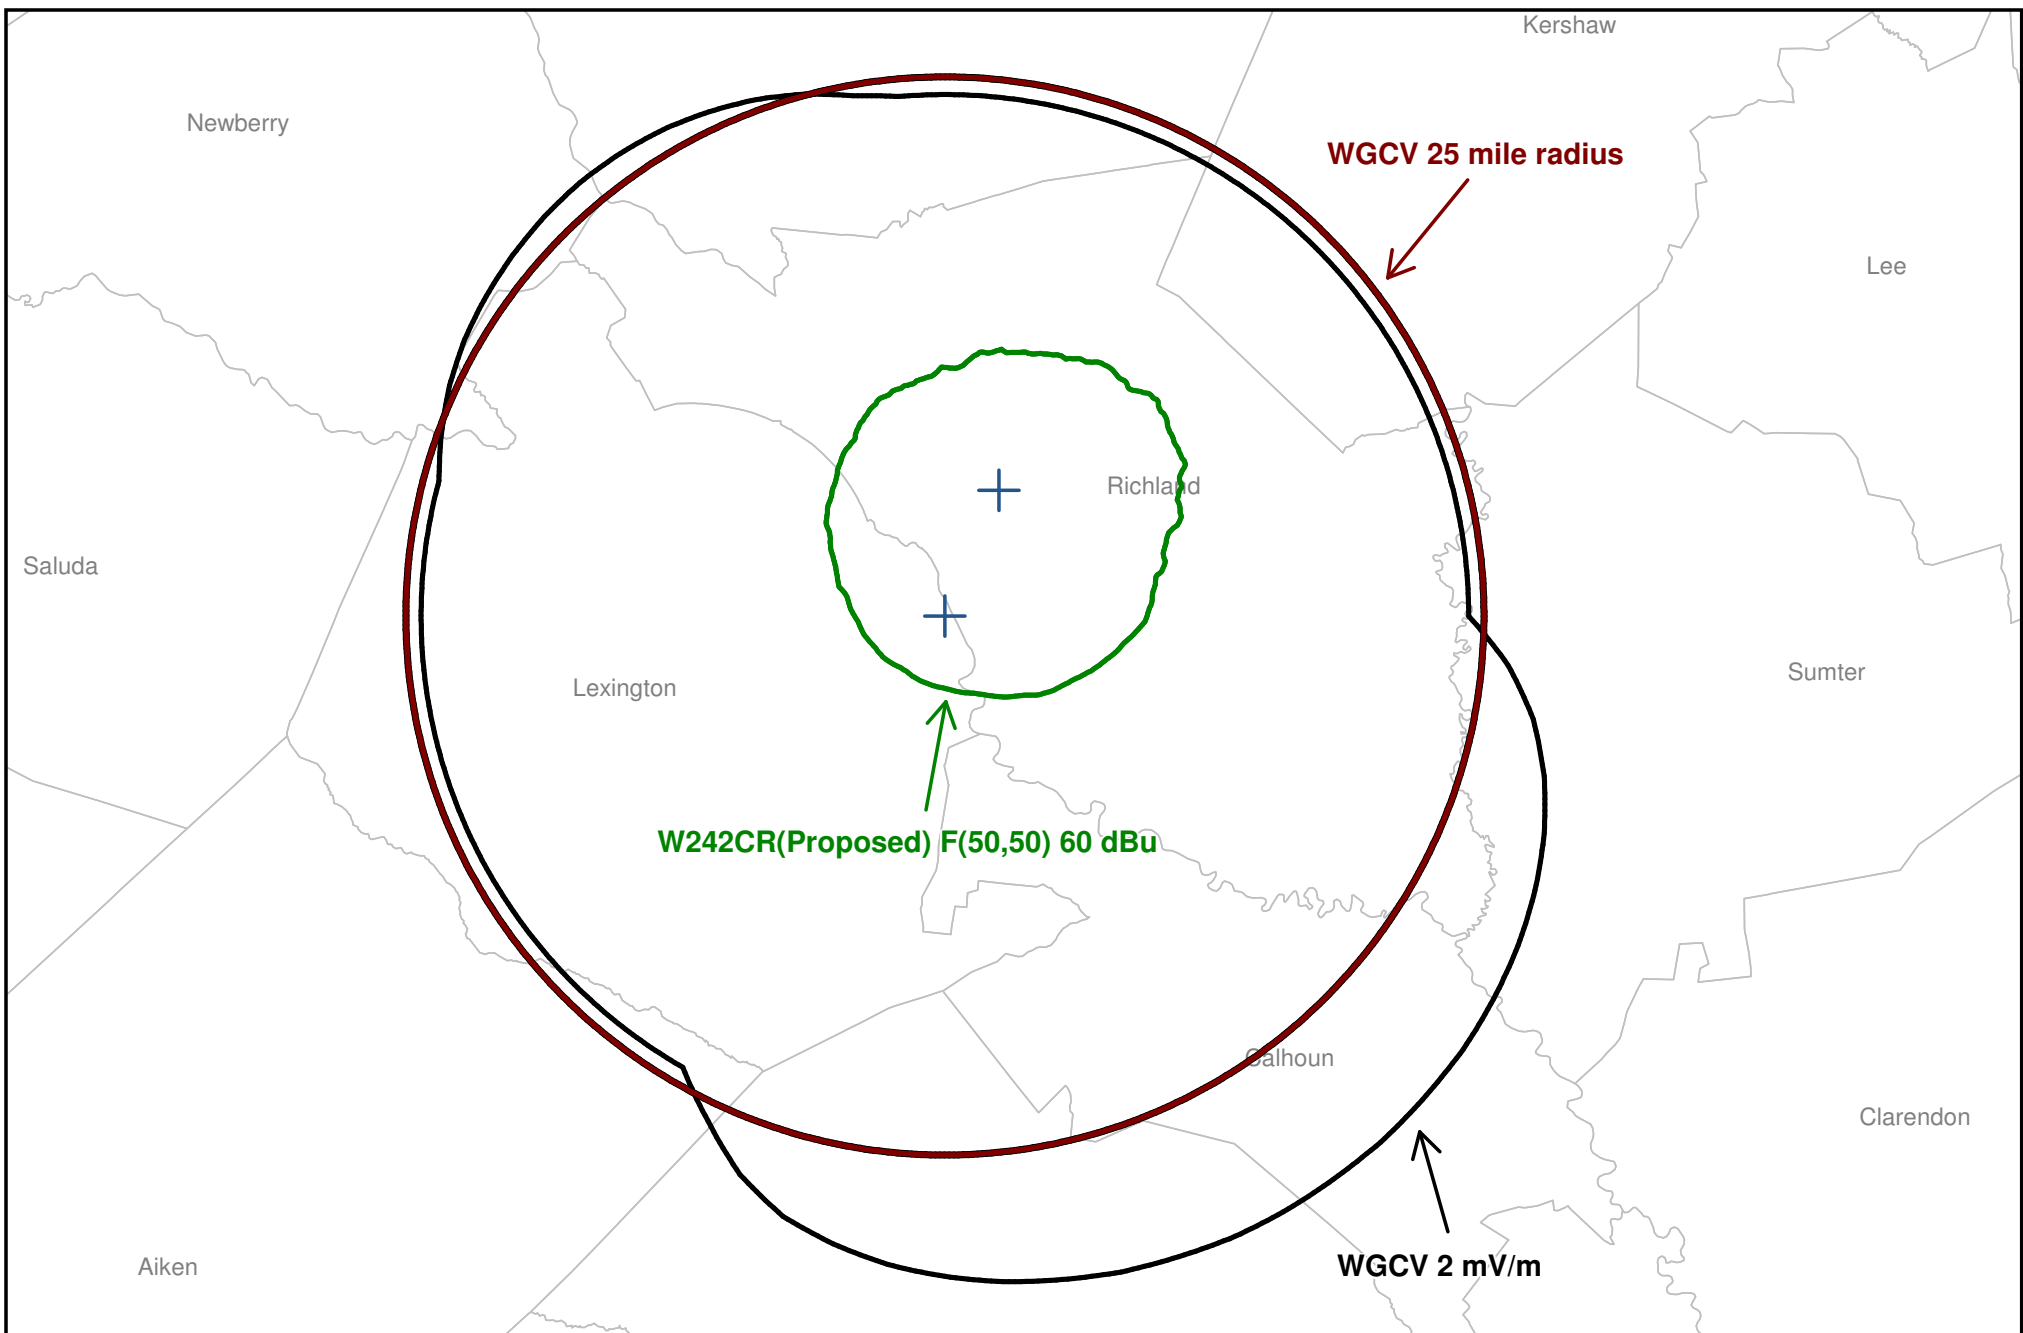 Kershaw
Newberry
WGCV 25 mile radius
Lee
Richland
Saluda
Sumter
Lexington
W242CR(Proposed) F(50,50) 60 dBu
Calhoun
Clarendon
Aiken
WGCV 2 mV/m